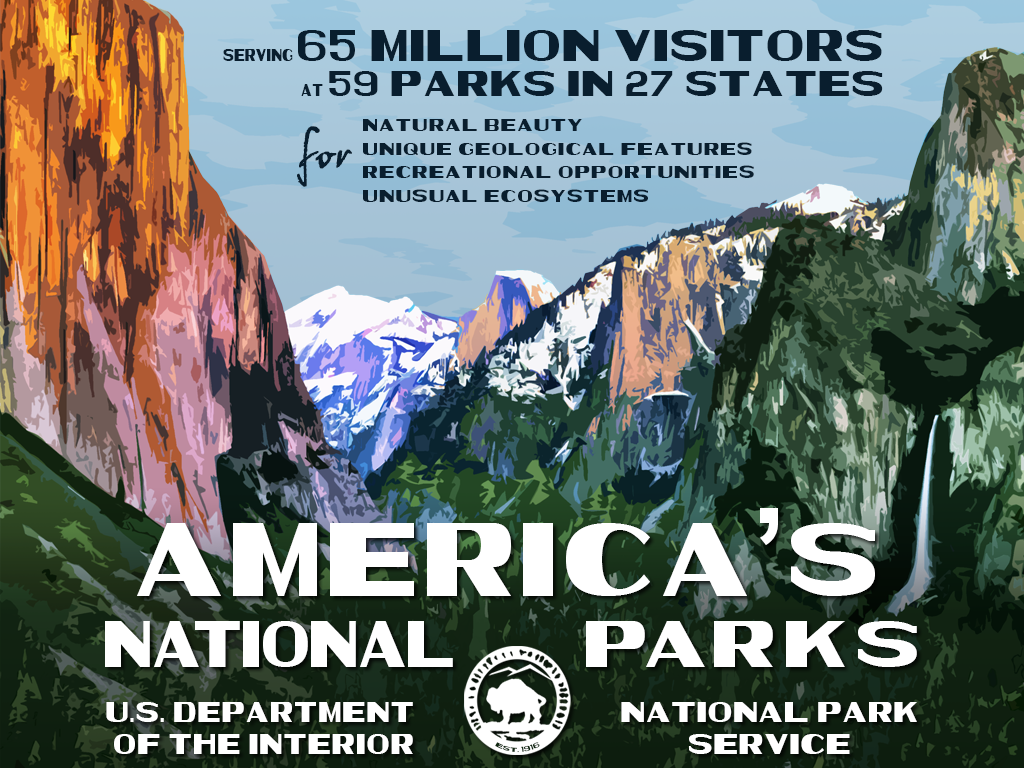 SERVING 65 MILLION VISITORS
AT 59 PARKS IN 27 STATES
for
NATURAL BEAUTY
UNIQUE GEOLOGICAL FEATURES
RECREATIONAL OPPORTUNITIES
UNUSUAL ECOSYSTEMS
AMERICA'S
NATIONAL PARKS
U.S. DEPARTMENT
OF THE INTERIOR
EST. 1916
NATIONAL PARK
SERVICE